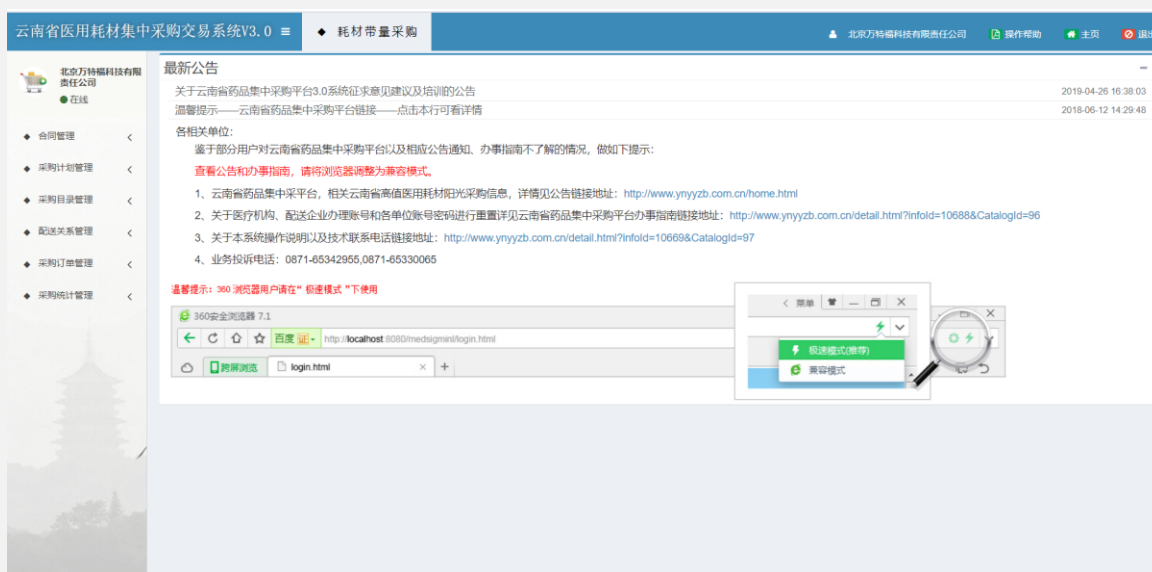 云南省医用耗材集中采购交易系统V3.0
耗材带量采购
北京万特福科技有限责任公司
操作帮助
主页
退出
北京万特福科技有限
责任公司
在线
合同管理
采购计划管理
采购目录管理
配送关系管理
采购订单管理
采购统计管理
最新公告
关于云南省药品集中采购平台3.0系统征求意见建议及培训的公告 2019-04-26 16:38:03
温馨提示——云南省药品集中采购平台链接——点击本行可看详情 2018-06-12 14:29:48
各相关单位：
鉴于部分用户对云南省药品集中采购平台以及相应公告通知、办事指南不了解的情况，做如下提示：
查看公告和办事指南，请将浏览器调整为兼容模式。
1、云南省药品集中采平台，相关云南省高值医用耗材阳光采购信息，详情见公告链接地址：http://www.ynyyzb.com.cn/home.html
2、关于医疗机构、配送企业办理账号和各单位账号密码进行重置详见云南省药品集中采购平台办事指南链接地址：http://www.ynyyzb.com.cn/detail.html?infoId=10688&CatalogId=96
3、关于本系统操作说明以及技术联系电话链接地址：http://www.ynyyzb.com.cn/detail.html?infoId=10669&CatalogId=97
4、业务投诉电话：0871-65342955,0871-65330065
温馨提示：360 浏览器用户请在“ 极速模式 ”下使用
360安全浏览器 7.1
百度 证 http://localhost:8080/medsigminl/login.html
跨屏浏览 login.html
菜单
极速模式(推荐)
兼容模式